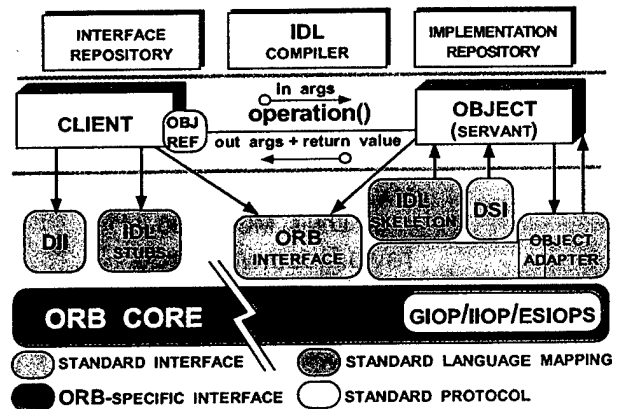 INTERFACE
REPOSITORY
IDL
COMPILER
IMPLEMENTATION
REPOSITORY
in args
operation()
out args + return value
CLIENT
OBJ
REF
OBJECT
(SERVANT)
DII
IDL
STUBS
ORB
INTERFACE
IDL
SKELETON
DSI
OBJECT
ADAPTER
ORB CORE
GIOP/IIOP/ESIOPS
STANDARD INTERFACE
STANDARD LANGUAGE MAPPING
ORB-SPECIFIC INTERFACE
STANDARD PROTOCOL